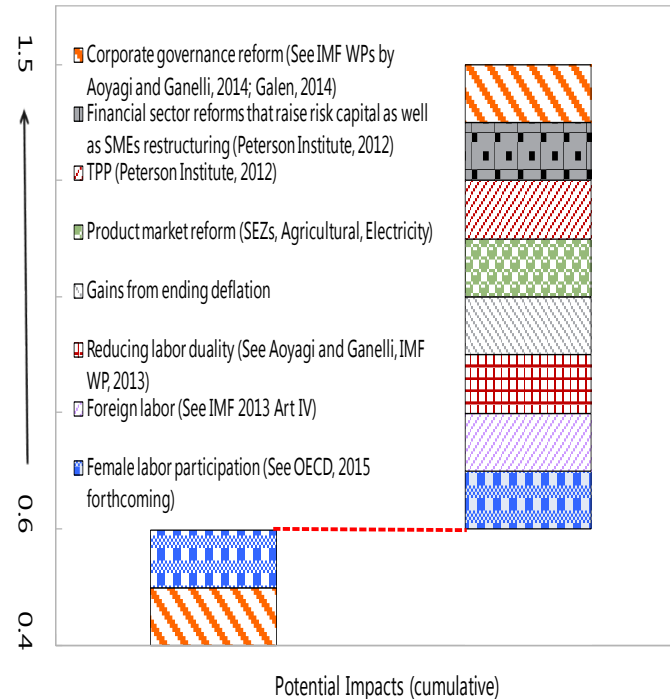 1.5
Corporate governance reform (See IMF WPs by
Aoyagi and Ganelli, 2014; Galen, 2014)
Financial sector reforms that raise risk capital as well
as SMEs restructuring (Peterson Institute, 2012)
TPP (Peterson Institute, 2012)
Product market reform (SEZs, Agricultural, Electricity)
Gains from ending deflation
Reducing labor duality (See Aoyagi and Ganelli, IMF
WP, 2013)
Foreign labor (See IMF 2013 Art IV)
Female labor participation (See OECD, 2015
forthcoming)
0.6
0.4
Potential Impacts (cumulative)